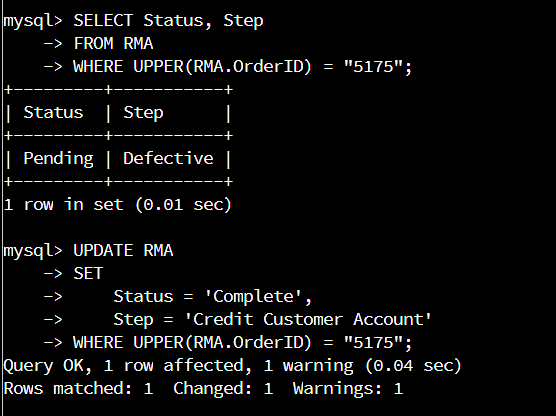 mysql> SELECT Status, Step
    -> FROM RMA
    -> WHERE UPPER(RMA.OrderID) = "5175";
+---------+-----------+
| Status  | Step      |
+---------+-----------+
| Pending | Defective |
+---------+-----------+
1 row in set (0.01 sec)

mysql> UPDATE RMA
    -> SET
    ->     Status = 'Complete',
    ->     Step = 'Credit Customer Account'
    -> WHERE UPPER(RMA.OrderID) = "5175";
Query OK, 1 row affected, 1 warning (0.04 sec)
Rows matched: 1  Changed: 1  Warnings: 1